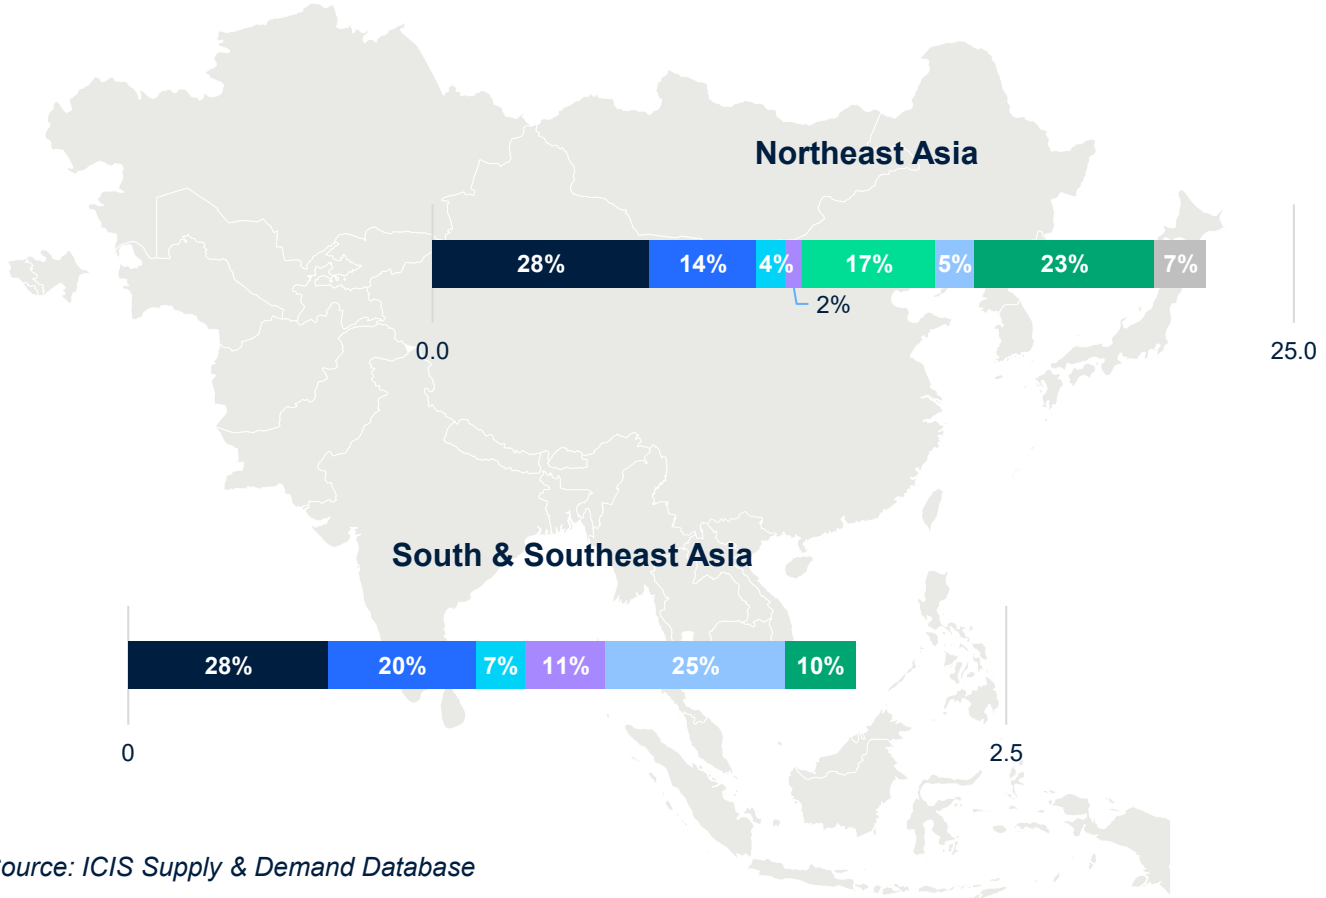 Northeast Asia
28% 14% 4% 17% 5% 23% 7%
2%
0.0 25.0
South & Southeast Asia
28% 20% 7% 11% 25% 10%
0 2.5
ource: ICIS Supply & Demand Database